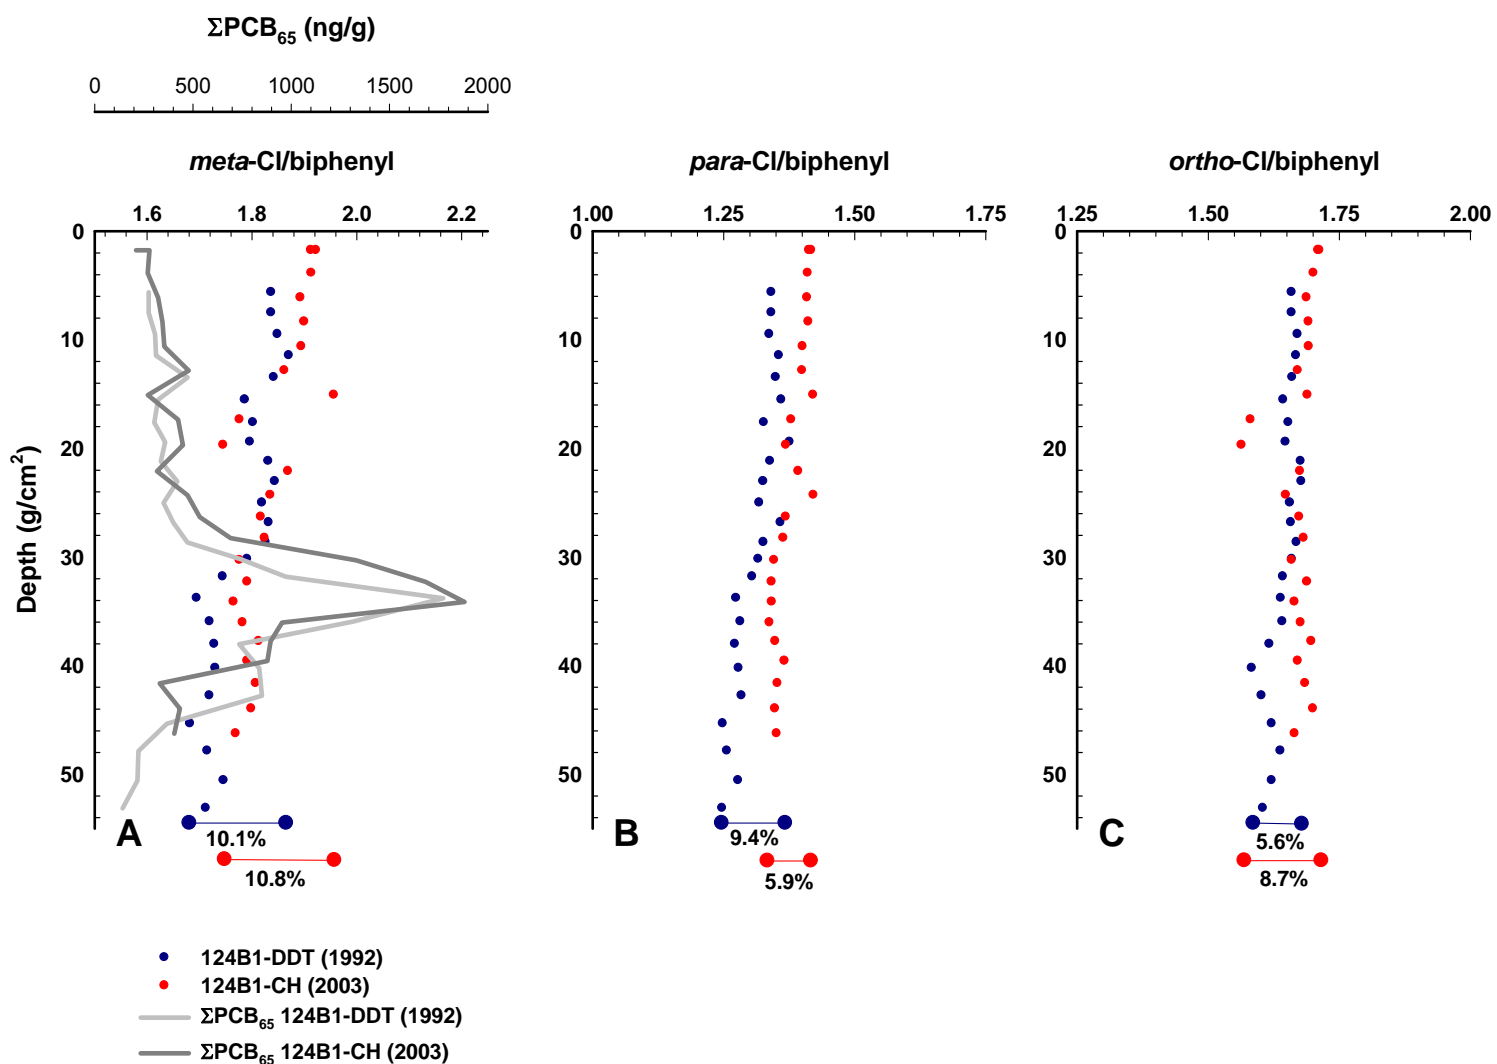 ΣPCB65 (ng/g)
0 500 1000 1500 2000
meta-Cl/biphenyl para-Cl/biphenyl ortho-Cl/biphenyl
1.6 1.8 2.0 2.2 1.00 1.25 1.50 1.75 1.25 1.50 1.75 2.00
0 0 0
10 10 10
20 20 20
30 30 30
40 40 40
50 50 50
Depth (g/cm2)
A B C
10.1% 9.4% 5.6%
10.8% 5.9% 8.7%
124B1-DDT (1992)
124B1-CH (2003)
ΣPCB65 124B1-DDT (1992)
ΣPCB65 124B1-CH (2003)